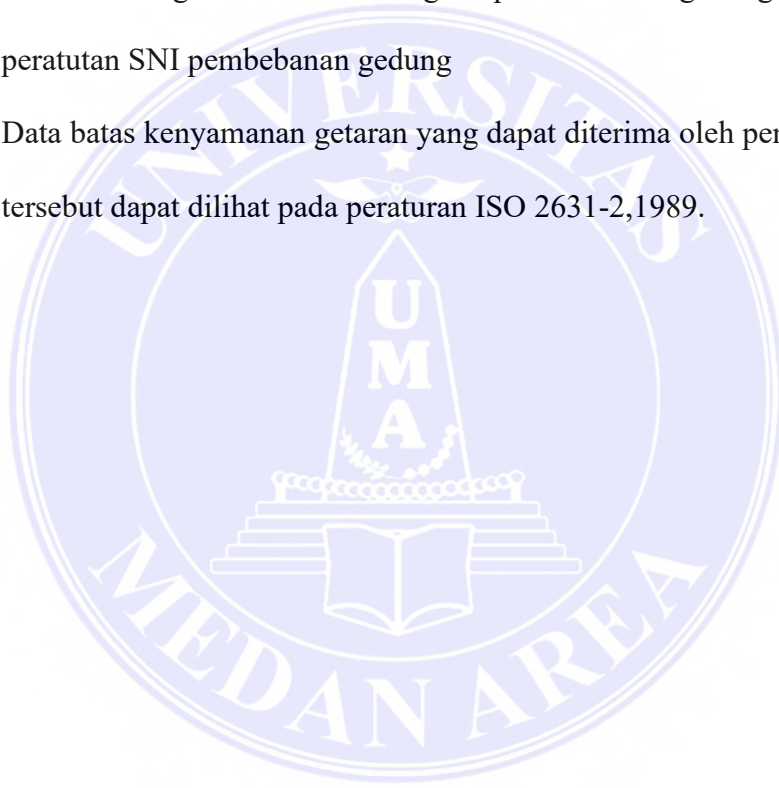 peratutan SNI pembebanan gedung
Data batas kenyamanan getaran yang dapat diterima oleh
tersebut dapat dilihat pada peraturan ISO 2631-2,1989.
UNIVERSITAS
UMA
MEDAN AREA